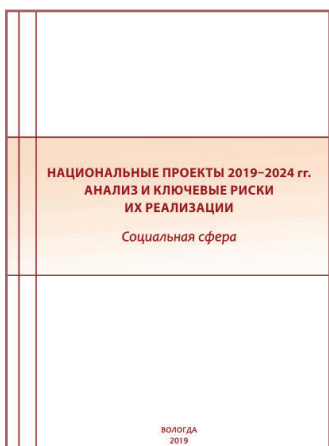 НАЦИОНАЛЬНЫЕ ПРОЕКТЫ 2019–2024 гг.
АНАЛИЗ И КЛЮЧЕВЫЕ РИСКИ
ИХ РЕАЛИЗАЦИИ
Социальная сфера
ВОЛОГДА
2019